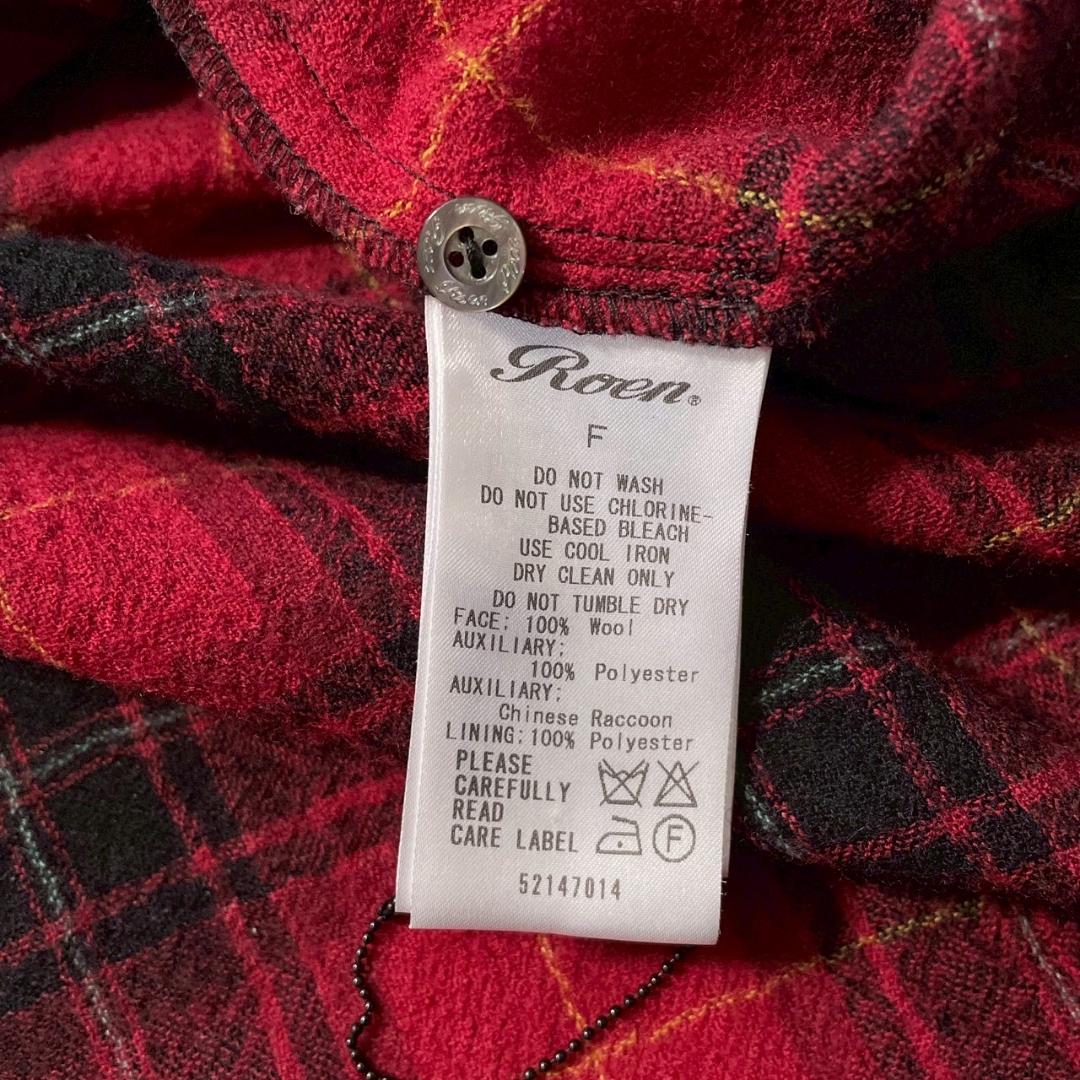 Roen®
F
DO NOT WASH
DO NOT USE CHLORINE-
BASED BLEACH
USE COOL IRON
DRY CLEAN ONLY
DO NOT TUMBLE DRY
FACE; 100% Wool
AUXILIARY;
100% Polyester
AUXILIARY;
Chinese Raccoon
LINING;100% Polyester
PLEASE
CAREFULLY
READ
CARE LABEL
F
52147014